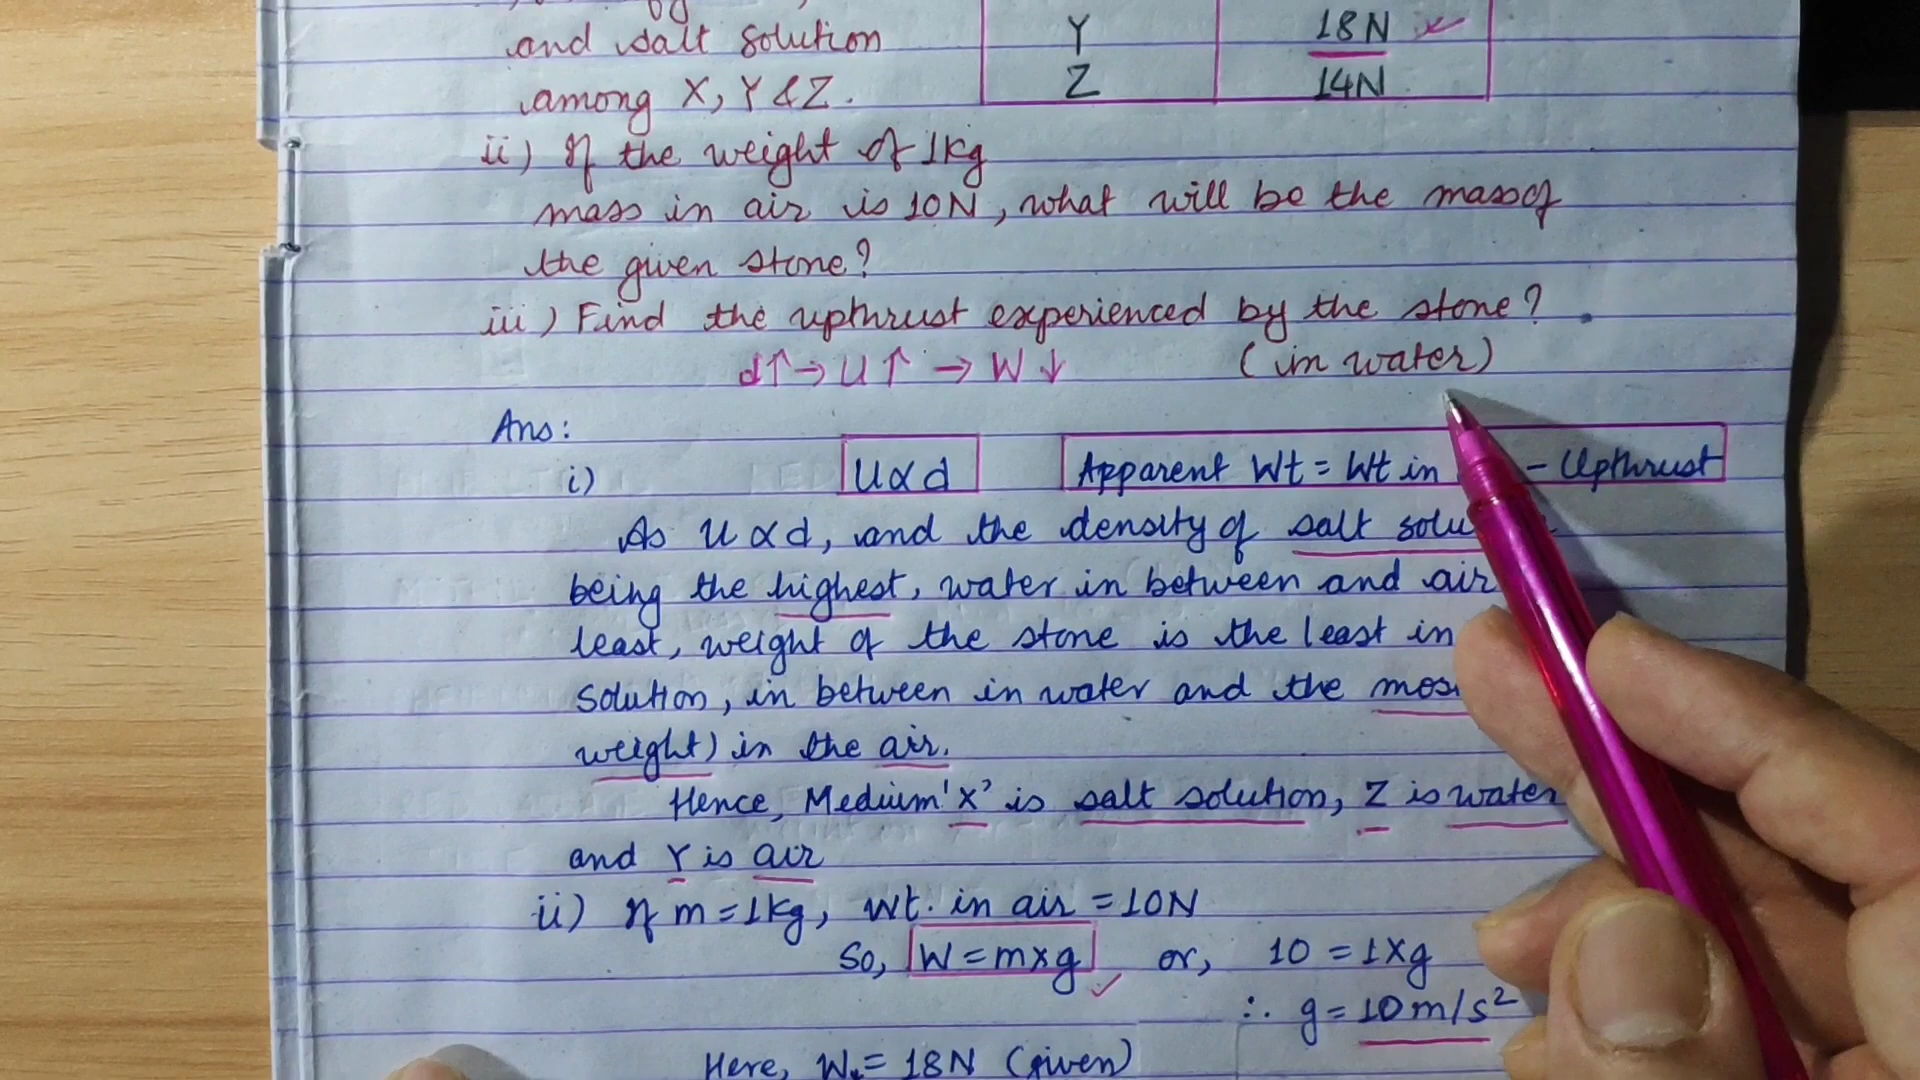 and salt solution
among X, Y & Z.
Y 18N
Z 14N
ii) If the weight of 1kg
mass in air is 10N, what will be the mass of
the given stone?
iii) Find the upthrust experienced by the stone?
(in water)
d↑ → U↑ → W↓
Ans:
i) U∝d Apparent Wt = Wt in - Upthrust
As U∝d, and the density of salt solu
being the highest, water in between and air
least, weight of the stone is the least in
solution, in between in water and the mos
weight) in the air.
Hence, Medium 'X' is salt solution, Z is water
and Y is air
ii) If m = 1kg, Wt. in air = 10N
So, W = m×g or, 10 = 1×g
∴ g = 10 m/s²
Here, W = 18N (given)